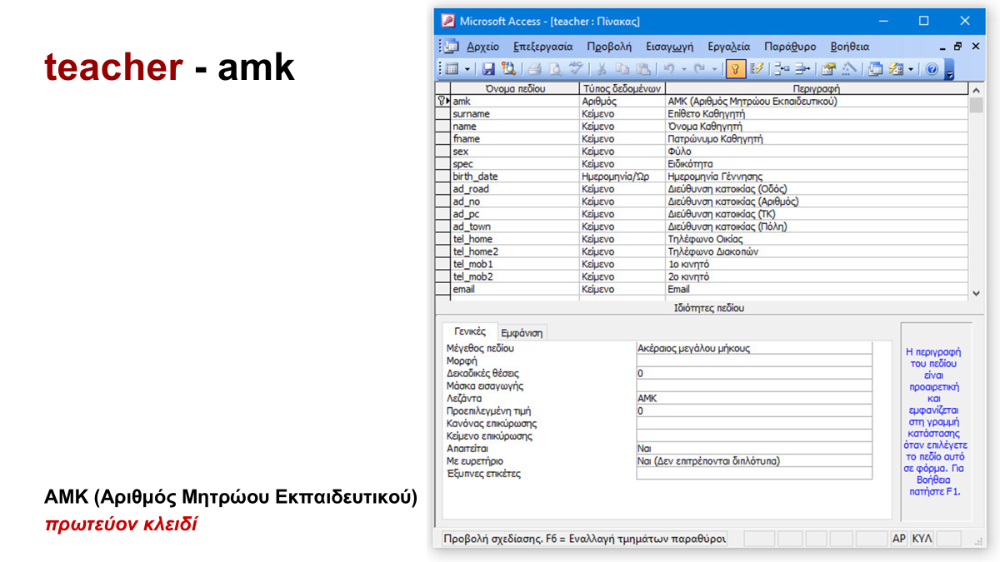 teacher - amk
ΑΜΚ (Αριθμός Μητρώου Εκπαιδευτικού)
πρωτεύον κλειδί
Microsoft Access - [teacher : Πίνακας]
Αρχείο Επεξεργασία Προβολή Εισαγωγή Εργαλεία Παράθυρο Βοήθεια
Όνομα πεδίου Τύπος δεδομένων Περιγραφή
amk Αριθμός ΑΜΚ (Αριθμός Μητρώου Εκπαιδευτικού)
surname Κείμενο Επίθετο Καθηγητή
name Κείμενο Όνομα Καθηγητή
fname Κείμενο Πατρώνυμο Καθηγητή
sex Κείμενο Φύλο
spec Κείμενο Ειδικότητα
birth_date Ημερομηνία/Ώρ Ημερομηνία Γέννησης
ad_road Κείμενο Διεύθυνση κατοικίας (Οδός)
ad_no Κείμενο Διεύθυνση κατοικίας (Αριθμός)
ad_pc Κείμενο Διεύθυνση κατοικίας (ΤΚ)
ad_town Κείμενο Διεύθυνση κατοικίας (Πόλη)
tel_home Κείμενο Τηλέφωνο Οικίας
tel_home2 Κείμενο Τηλέφωνο Διακοπών
tel_mob1 Κείμενο 1ο κινητό
tel_mob2 Κείμενο 2ο κινητό
email Κείμενο Email
Ιδιότητες πεδίου
Γενικές Εμφάνιση
Μέγεθος πεδίου Ακέραιος μεγάλου μήκους
Μορφή
Δεκαδικές θέσεις 0
Μάσκα εισαγωγής
Λεζάντα ΑΜΚ
Προεπιλεγμένη τιμή 0
Κανόνας επικύρωσης
Κείμενο επικύρωσης
Απαιτείται Ναι
Με ευρετήριο Ναι (Δεν επιτρέπονται διπλότυπα)
Έξυπνες ετικέτες
Η περιγραφή
του πεδίου
είναι
προαιρετική
και
εμφανίζεται
στη γραμμή
κατάστασης
όταν επιλέγετε
το πεδίο αυτό
σε φόρμα. Για
Βοήθεια
πατήστε F1.
Προβολή σχεδίασης. F6 = Εναλλαγή τμημάτων παραθύρου ΑΡ ΚΥΛ